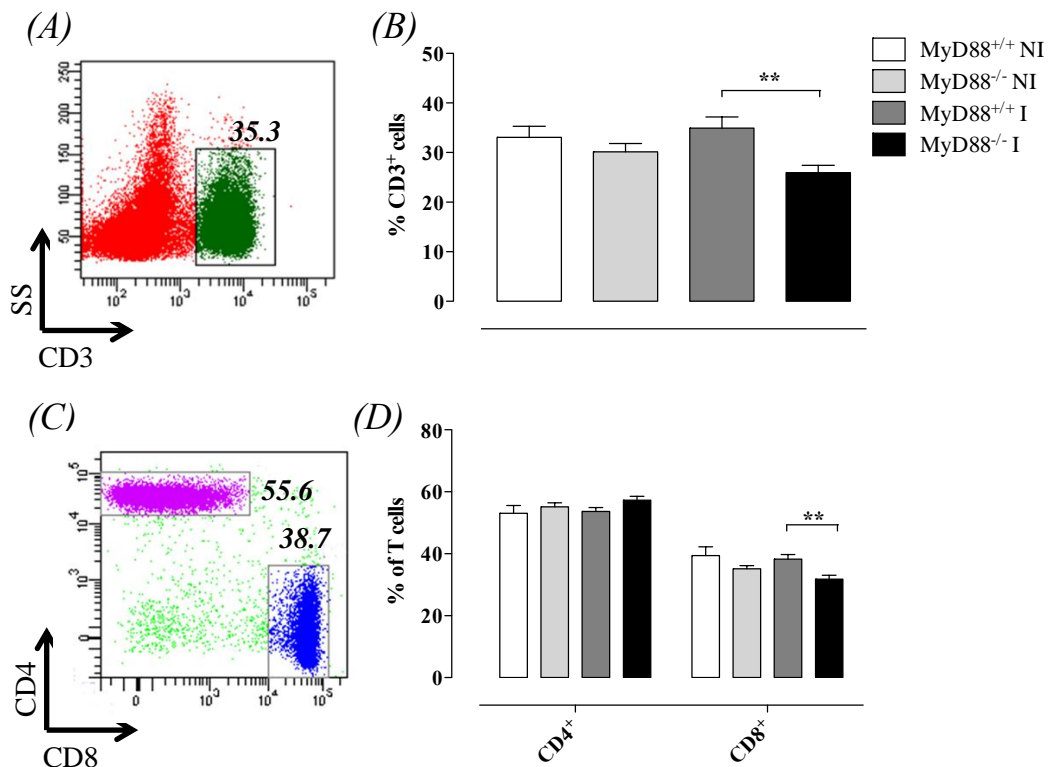 (A)
250
200
150
100
50
35.3
10² 10³ 10⁴ 10⁵
SS
CD3
(B)
% CD3⁺ cells
50
40
30
20
10
0
**
MyD88⁺/⁺ NI
MyD88⁻/⁻ NI
MyD88⁺/⁺ I
MyD88⁻/⁻ I
(C)
10⁵
10⁴
10³
0
55.6
38.7
0 10³ 10⁴ 10⁵
CD4
CD8
(D)
% of T cells
80
60
40
20
0
**
CD4⁺
CD8⁺